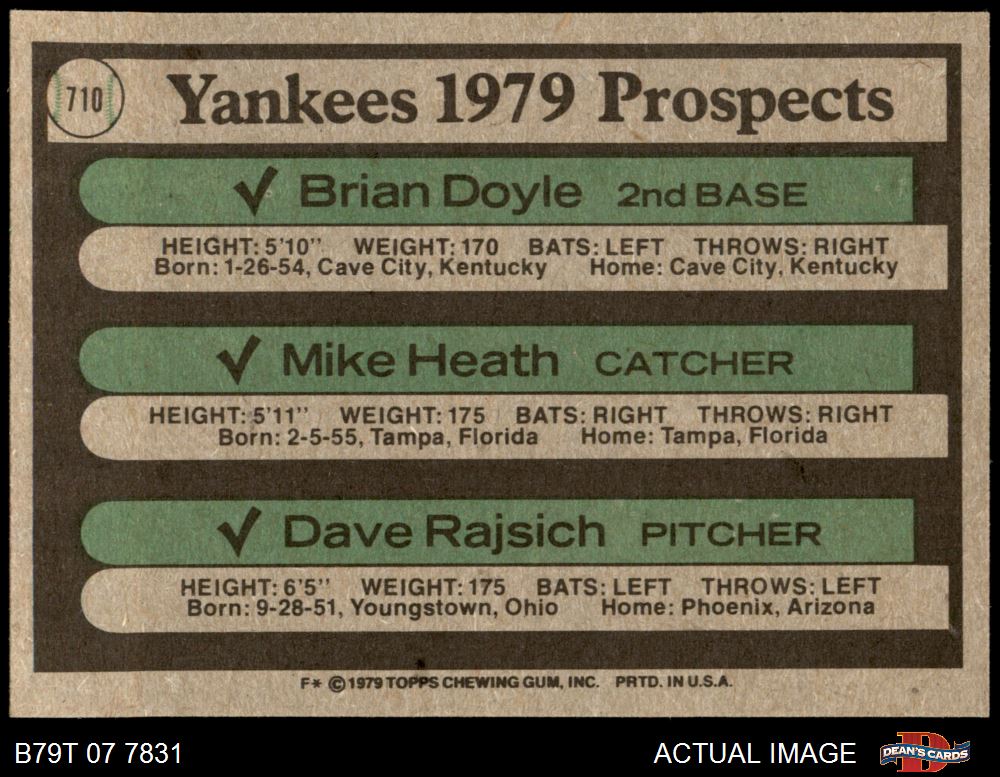 710
Yankees 1979 Prospects
✓ Brian Doyle 2nd BASE
HEIGHT: 5'10" WEIGHT: 170 BATS: LEFT THROWS: RIGHT
Born: 1-26-54, Cave City, Kentucky Home: Cave City, Kentucky
✓ Mike Heath CATCHER
HEIGHT: 5'11" WEIGHT: 175 BATS: RIGHT THROWS: RIGHT
Born: 2-5-55, Tampa, Florida Home: Tampa, Florida
✓ Dave Rajsich PITCHER
HEIGHT: 6'5" WEIGHT: 175 BATS: LEFT THROWS: LEFT
Born: 9-28-51, Youngstown, Ohio Home: Phoenix, Arizona
F* © 1979 TOPPS CHEWING GUM, INC. PRTD. IN U.S.A.
B79T 07 7831 ACTUAL IMAGE D DEAN'S CARDS